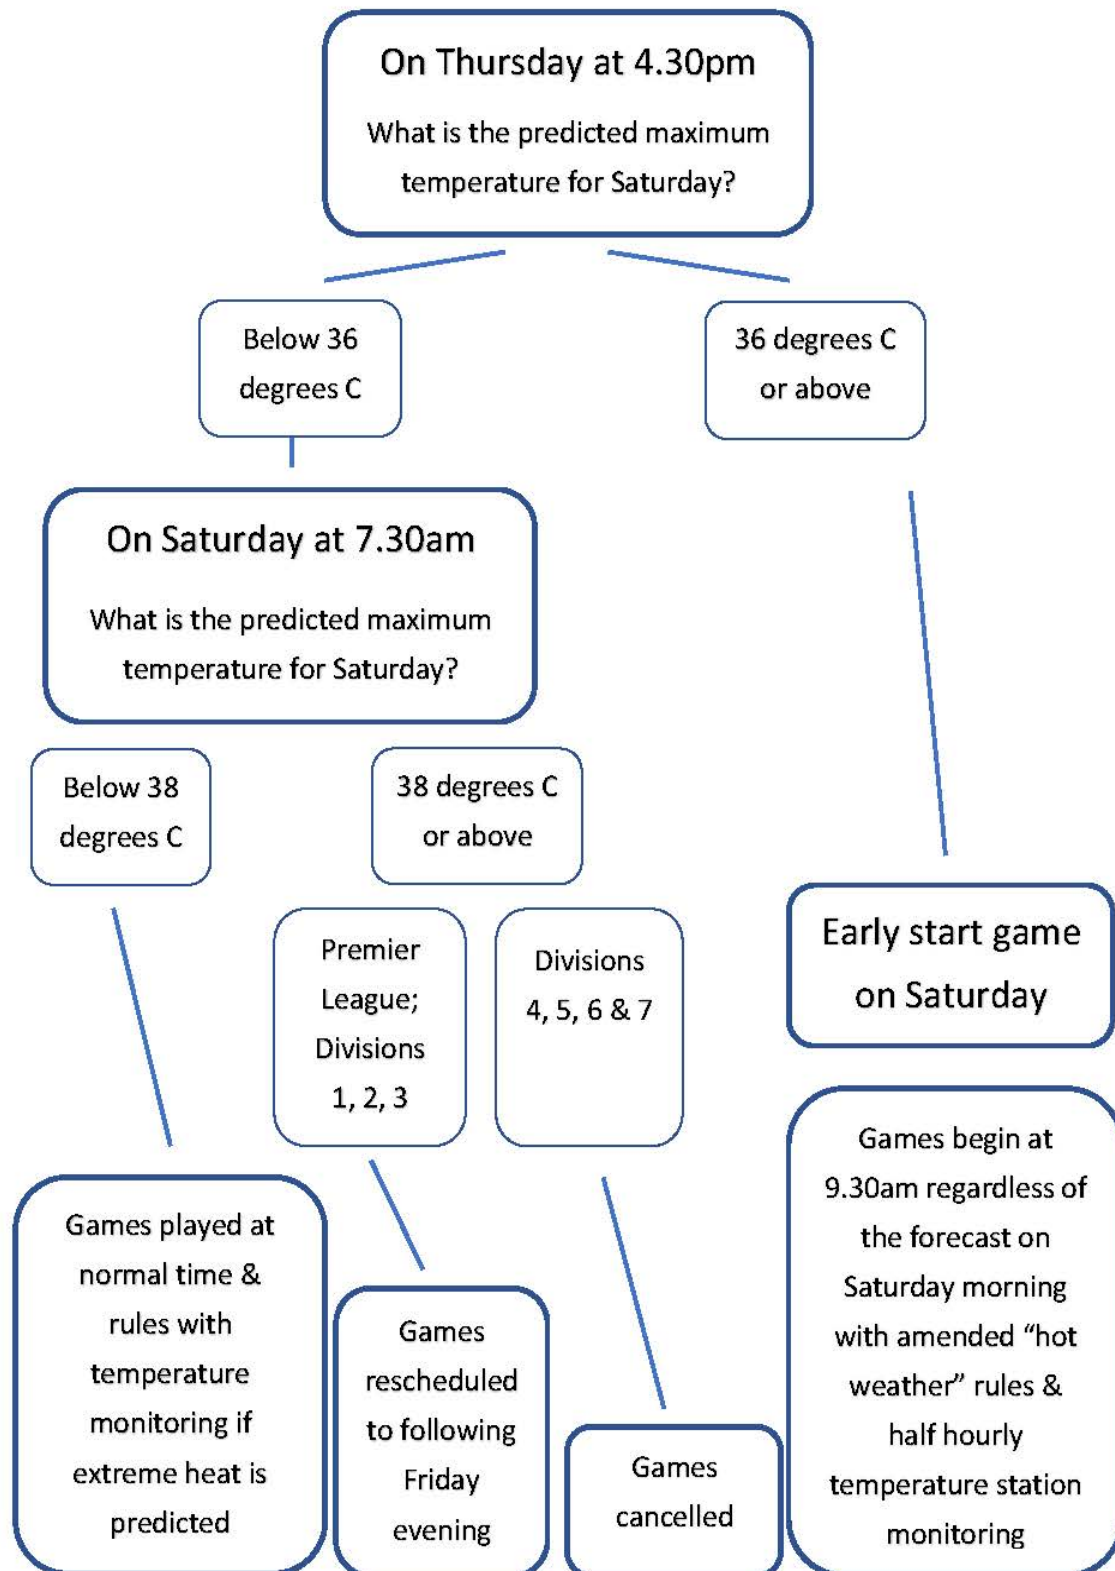 On Thursday at 4.30pm
What is the predicted maximum
temperature for Saturday?
Below 36
degrees C
36 degrees C
or above
On Saturday at 7.30am
What is the predicted maximum
temperature for Saturday?
Below 38
degrees C
38 degrees C
or above
Premier
League;
Divisions
1, 2, 3
Divisions
4, 5, 6 & 7
Early start game
on Saturday
Games played at
normal time &
rules with
temperature
monitoring if
extreme heat is
predicted
Games
rescheduled
to following
Friday
evening
Games
cancelled
Games begin at
9.30am regardless of
the forecast on
Saturday morning
with amended “hot
weather” rules &
half hourly
temperature station
monitoring